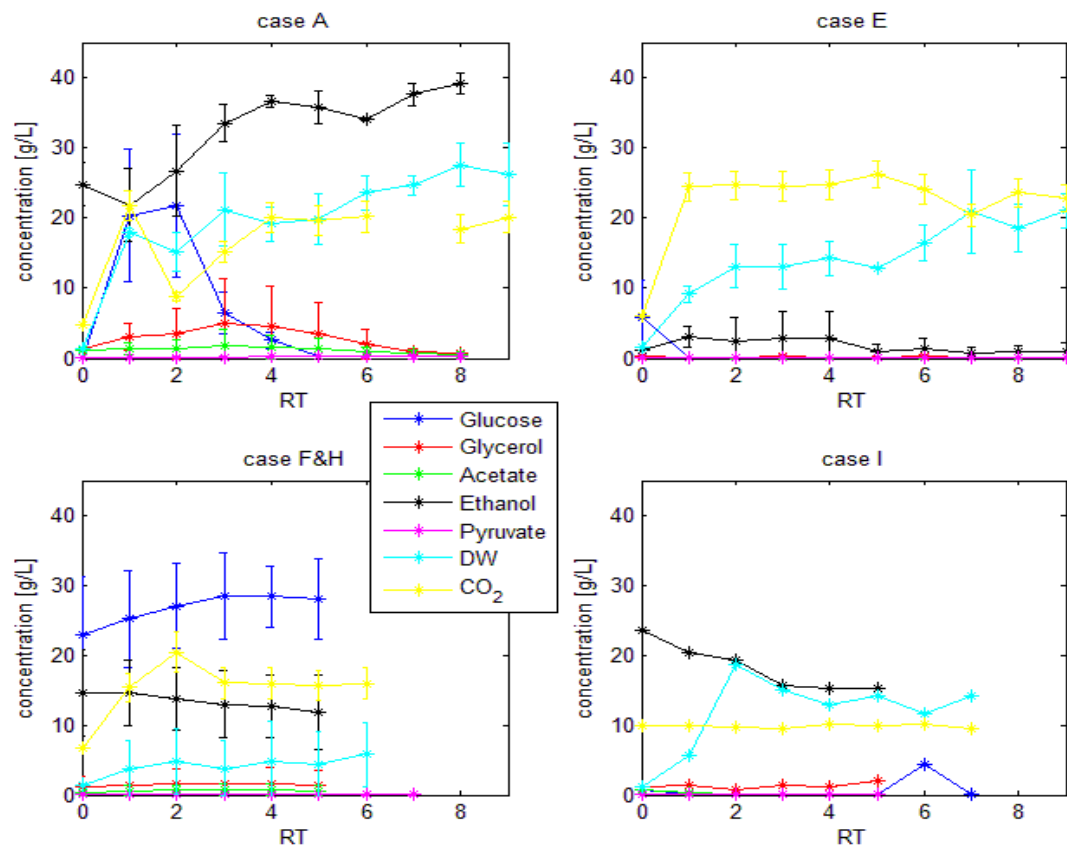 case A
concentration [g/L]
40
30
20
10
0
0 2 4 6 8
RT
case E
concentration [g/L]
40
30
20
10
0
0 2 4 6 8
RT
Glucose
Glycerol
Acetate
Ethanol
Pyruvate
DW
CO2
case F&H
concentration [g/L]
40
30
20
10
0
0 2 4 6 8
RT
case I
concentration [g/L]
40
30
20
10
0
0 2 4 6 8
RT